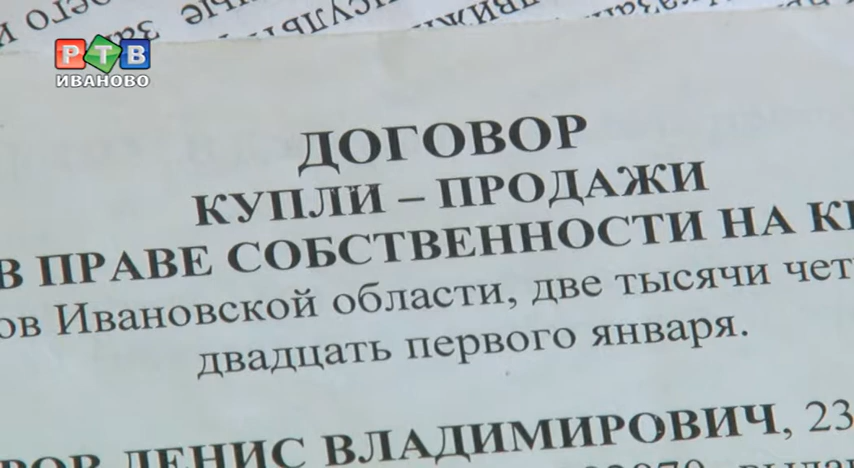 РТВ
ИВАНОВО
ДОГОВОР
КУПЛИ – ПРОДАЖИ
В ПРАВЕ СОБСТВЕННОСТИ НА
Ивановской области, две тысячи
двадцать первого января.
ДЕНИС ВЛАДИМИРОВИЧ, 23